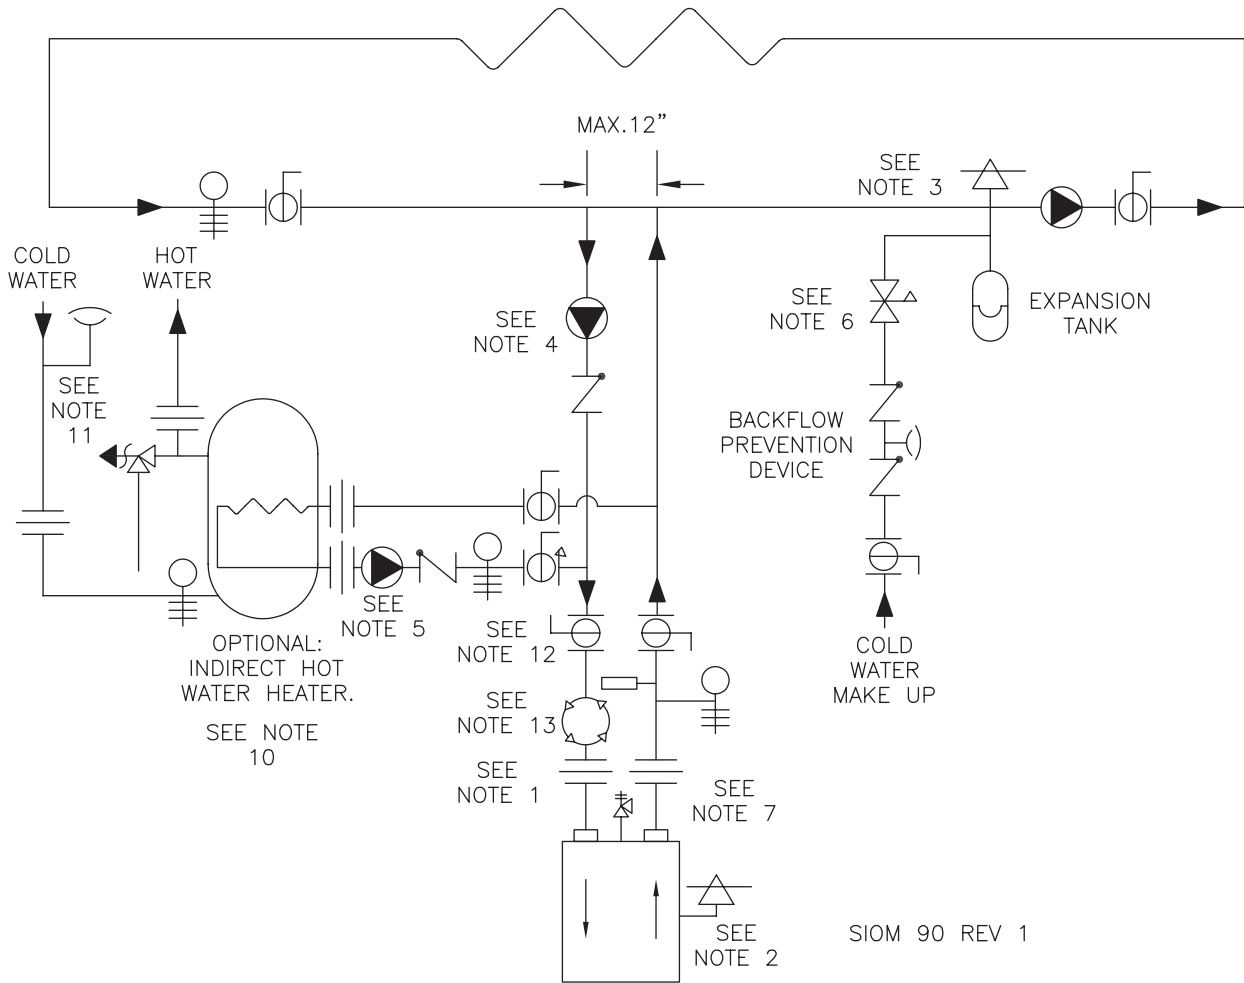 MAX.12”
SEE
NOTE 3
COLD
WATER
HOT
WATER
SEE
NOTE 4
SEE
NOTE 6
EXPANSION
TANK
SEE
NOTE
11
BACKFLOW
PREVENTION
DEVICE
SEE
NOTE 5
OPTIONAL:
INDIRECT HOT
WATER HEATER.
SEE NOTE
10
SEE
NOTE 12
COLD
WATER
MAKE UP
SEE
NOTE 13
SEE
NOTE 1
SEE
NOTE 7
SEE
NOTE 2
SIOM 90 REV 1